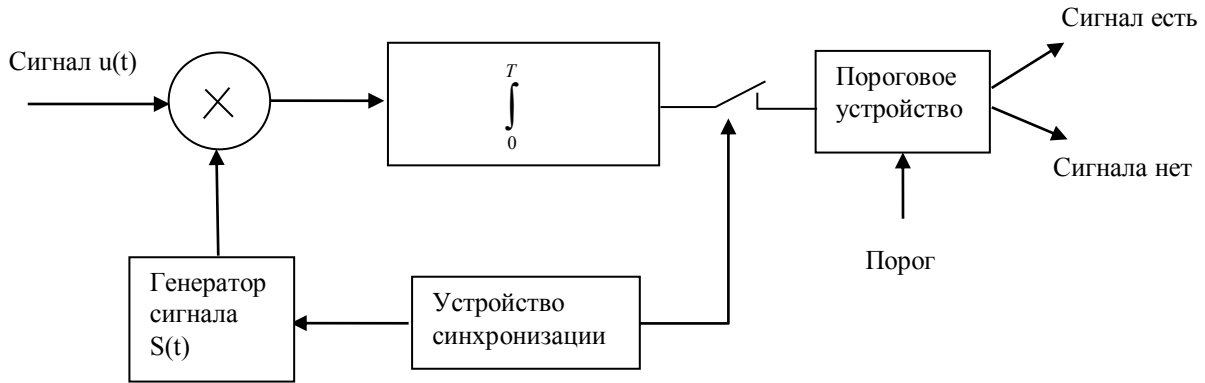 Сигнал есть
Сигнал u(t)
T
∫
0
Пороговое
устройство
Сигнала нет
Порог
Генератор
сигнала
S(t)
Устройство
синхронизации